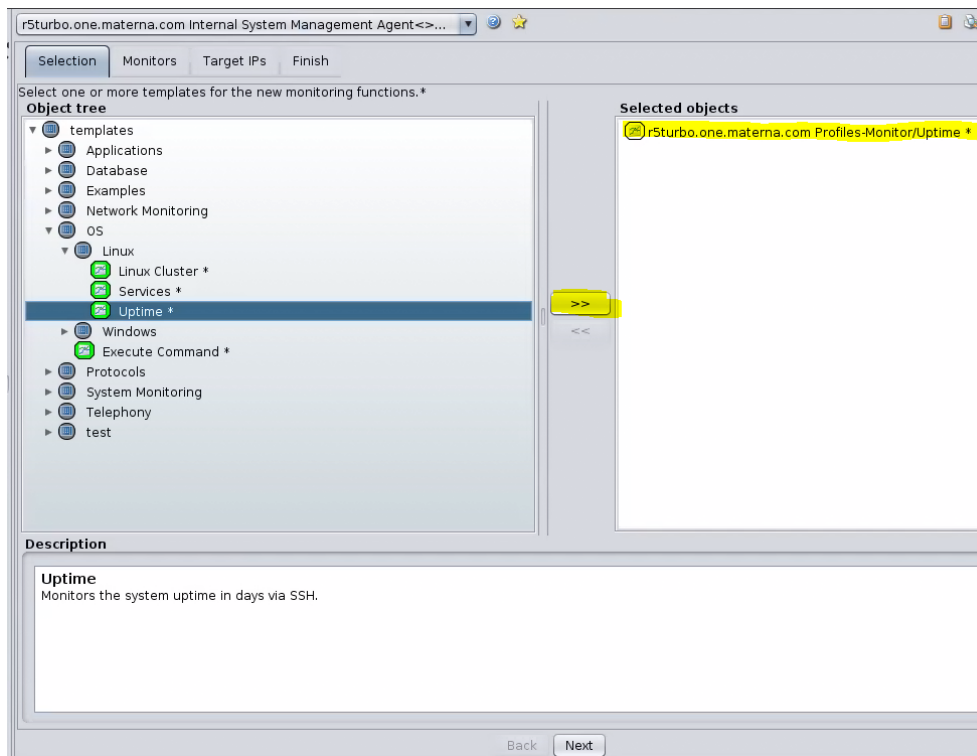 r5turbo.one.materna.com Internal System Management Agent<>...
Selection Monitors Target IPs Finish
Select one or more templates for the new monitoring functions.*
Object tree
templates
Applications
Database
Examples
Network Monitoring
OS
Linux
Linux Cluster *
Services *
Uptime *
Windows
Execute Command *
Protocols
System Monitoring
Telephony
test
>>
<<
Selected objects
r5turbo.one.materna.com Profiles-Monitor/Uptime *
Description
Uptime
Monitors the system uptime in days via SSH.
Back Next